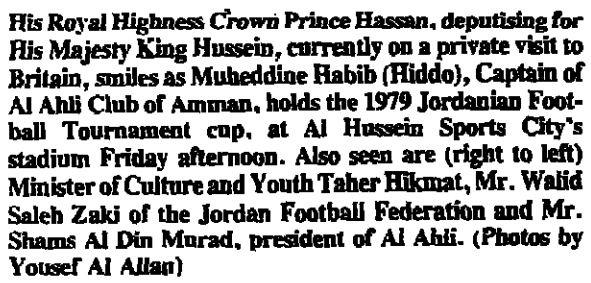 His Royal Highness Crown Prince Hassan, deputising for
His Majesty King Hussein, currently on a private visit to
Britain, smiles as Muheddine Habib (Hiddo), Captain of
Al Ahli Club of Amman, holds the 1979 Jordanian Foot-
ball Tournament cup, at Al Hussein Sports City's
stadium Friday afternoon. Also seen are (right to left)
Minister of Culture and Youth Taher Hikmat, Mr. Walid
Saleh Zaki of the Jordan Football Federation and Mr.
Shams Al Din Murad, president of Al Ahli. (Photos by
Yousef Al Allan)